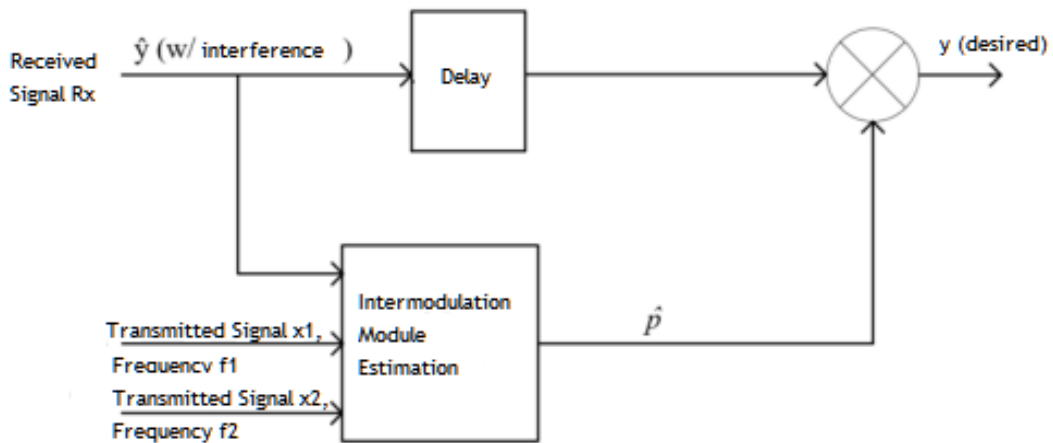 Received
Signal Rx
ŷ (w/ interference )
Delay
y (desired)
Intermodulation
Module
Estimation
p̂
Transmitted Signal x1,
Frequency f1
Transmitted Signal x2,
Frequency f2